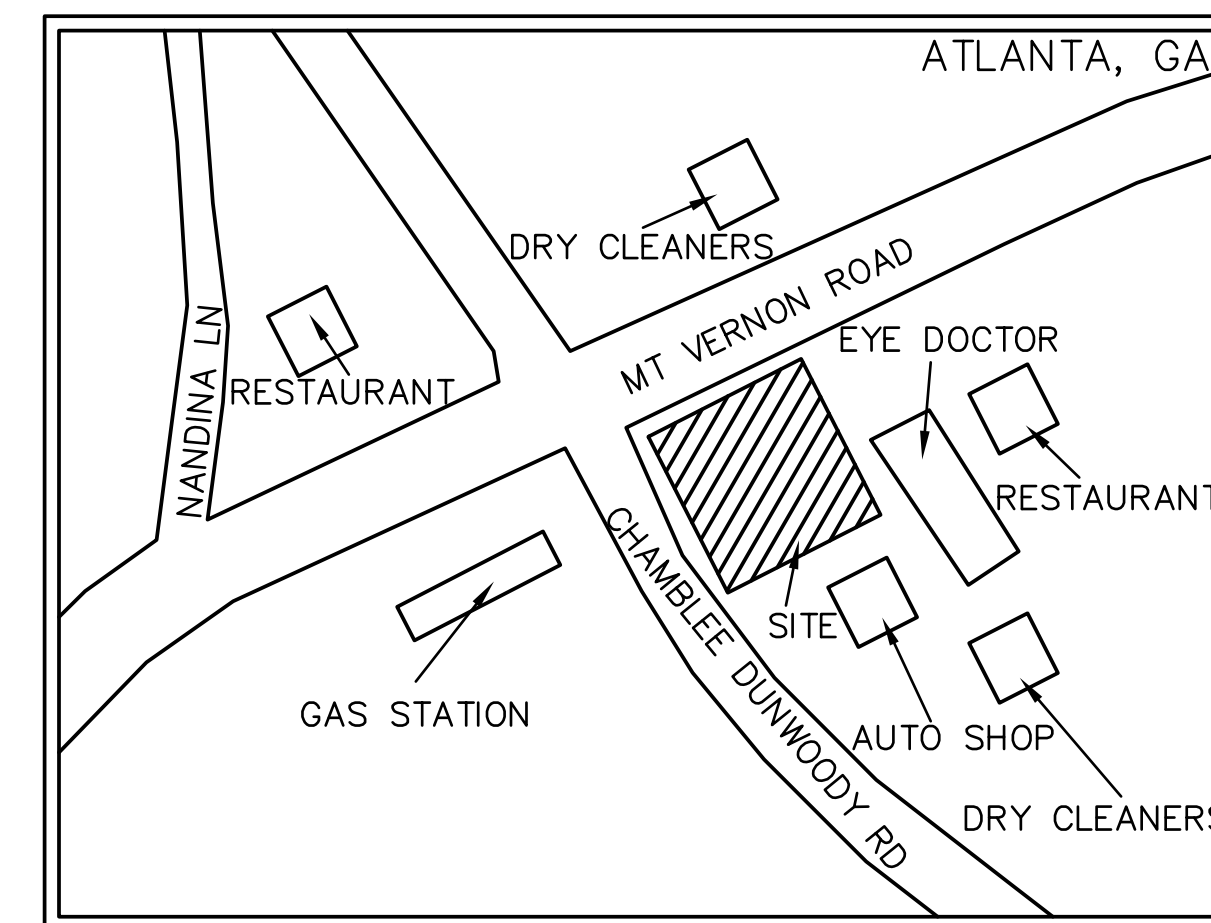 ATLANTA, GA
DRY CLEANERS
MT VERNON ROAD
EYE DOCTOR
NANDINA LN
RESTAURANT
RESTAURANT
CHAMBLEE DUNWOODY RD
SITE
GAS STATION
AUTO SHOP
DRY CLEANERS